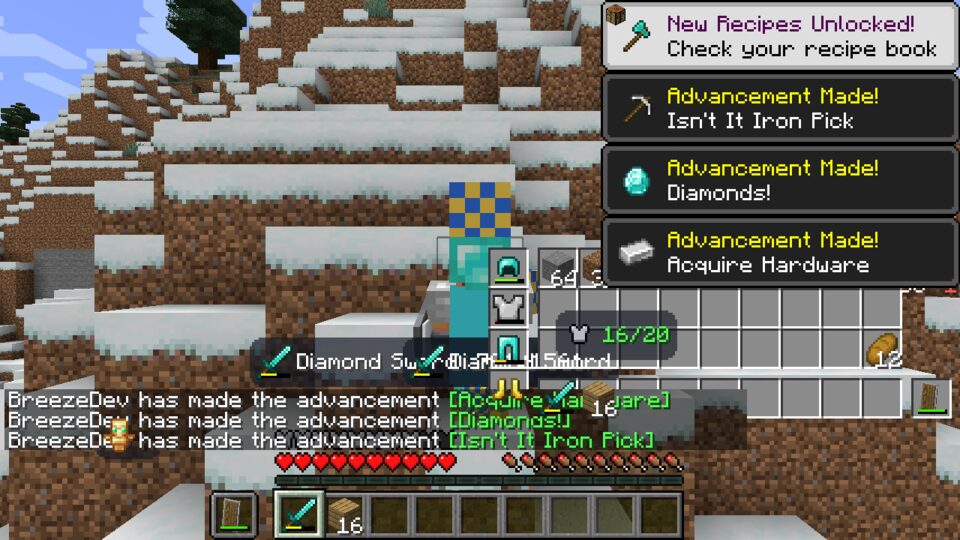 New Recipes Unlocked!
Check your recipe book
Advancement Made!
Isn't It Iron Pick
Advancement Made!
Diamonds!
Advancement Made!
Acquire Hardware
64
16/20
12
Diamond
16
BreezeDev has made the advancement [Acquire Hardware]
BreezeDev has made the advancement [Diamonds!]
BreezeDev has made the advancement [Isn't It Iron Pick]
16